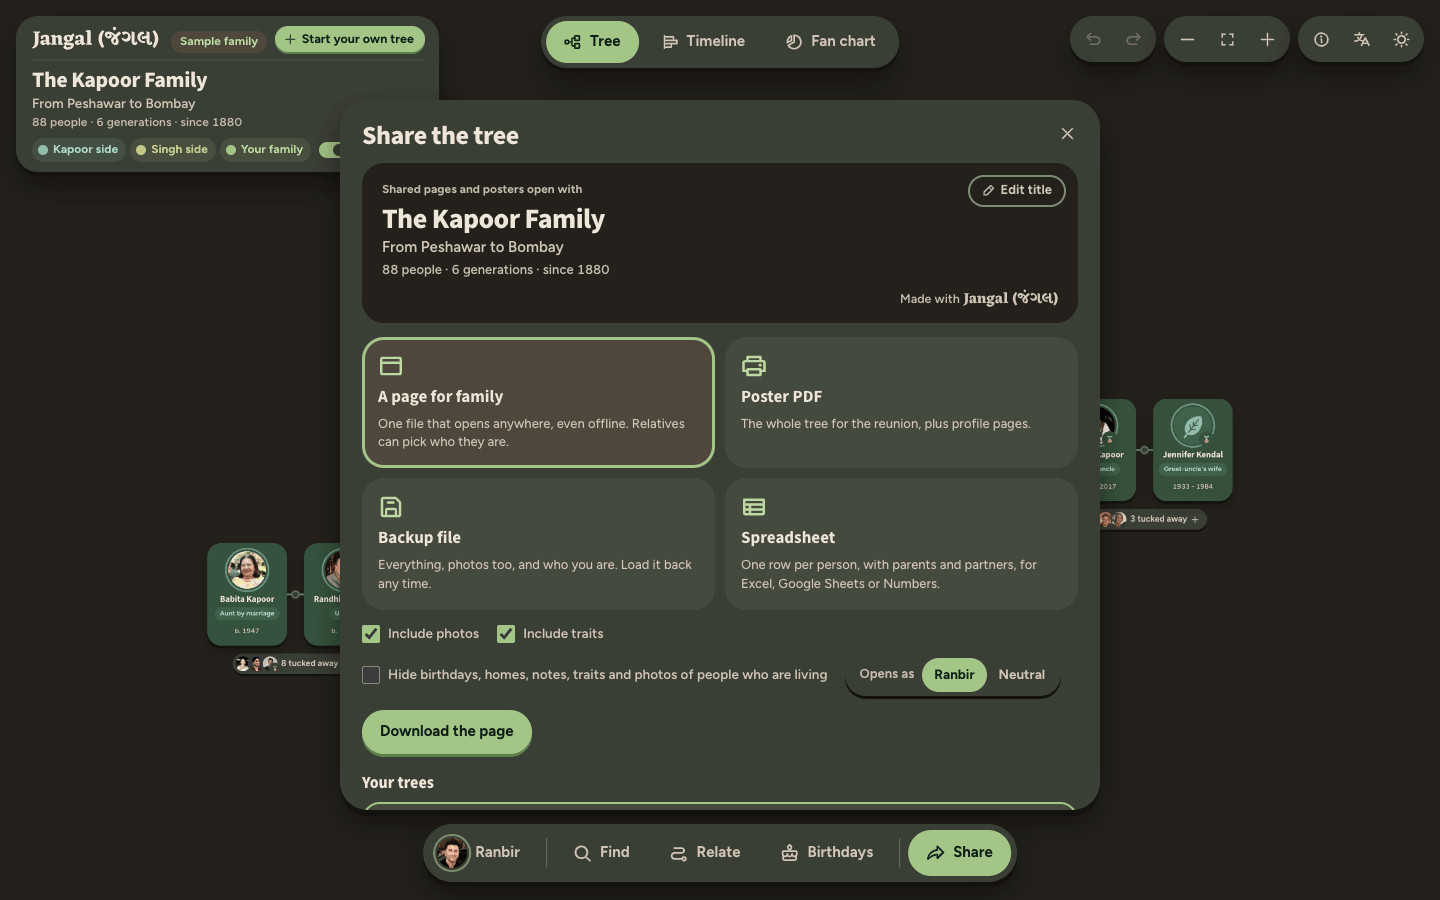 Jangal (જંગલ)
Sample family
Start your own tree
The Kapoor Family
From Peshawar to Bombay
88 people · 6 generations · since 1880
Kapoor side
Singh side
Your family
Tree
Timeline
Fan chart
Share the tree
Shared pages and posters open with
Edit title
The Kapoor Family
From Peshawar to Bombay
88 people · 6 generations · since 1880
Made with Jangal (જંગલ)
A page for family
One file that opens anywhere, even offline. Relatives
can pick who they are.
Poster PDF
The whole tree for the reunion, plus profile pages.
Backup file
Everything, photos too, and who you are. Load it back
any time.
Spreadsheet
One row per person, with parents and partners, for
Excel, Google Sheets or Numbers.
Include photos
Include traits
Hide birthdays, homes, notes, traits and photos of people who are living
Opens as
Ranbir
Neutral
Download the page
Your trees
Babita Kapoor
Aunt by marriage
b. 1947
8 tucked away
Jennifer Kendal
Great-uncle's wife
1933 - 1984
2017
3 tucked away
Ranbir
Find
Relate
Birthdays
Share